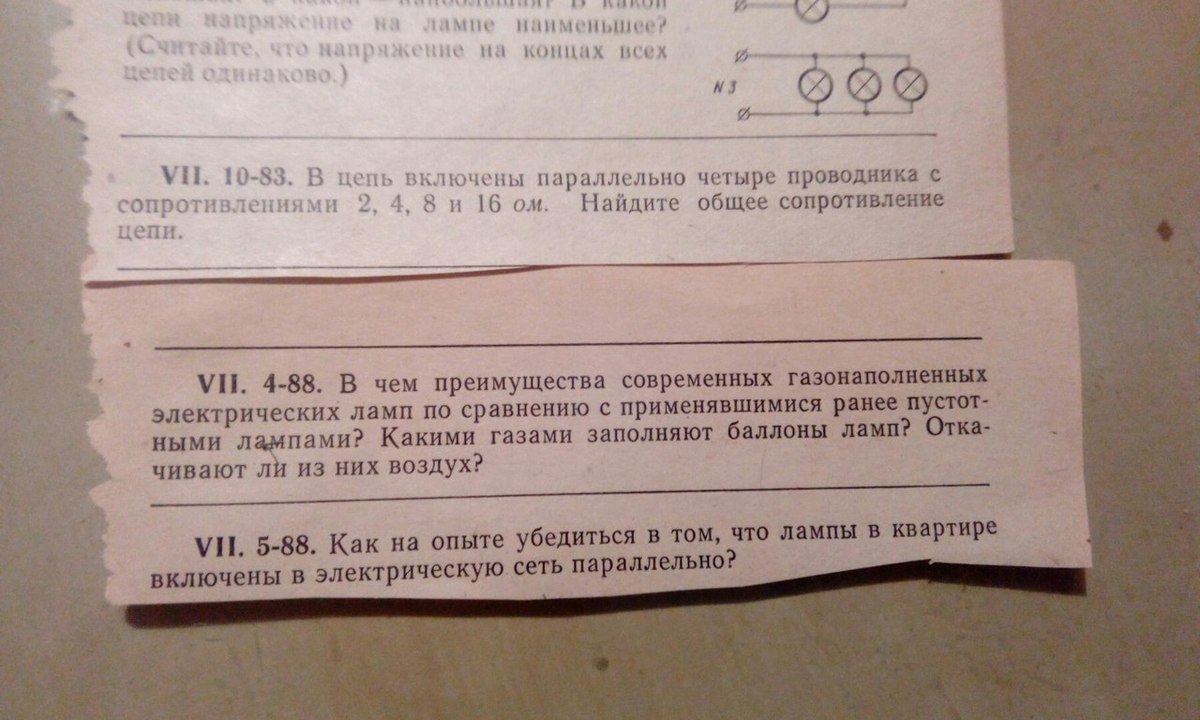 наибольшая? В какой
цепи напряжение на лампе наименьшее?
(Считайте, что напряжение на концах всех
цепей одинаково.)
N 3
VII. 10-83. В цепь включены параллельно четыре проводника с
сопротивлениями 2, 4, 8 и 16 ом. Найдите общее сопротивление
цепи.
VII. 4-88. В чем преимущества современных газонаполненных
электрических ламп по сравнению с применявшимися ранее пустот-
ными лампами? Какими газами заполняют баллоны ламп? Отка-
чивают ли из них воздух?
VII. 5-88. Как на опыте убедиться в том, что лампы в квартире
включены в электрическую сеть параллельно?